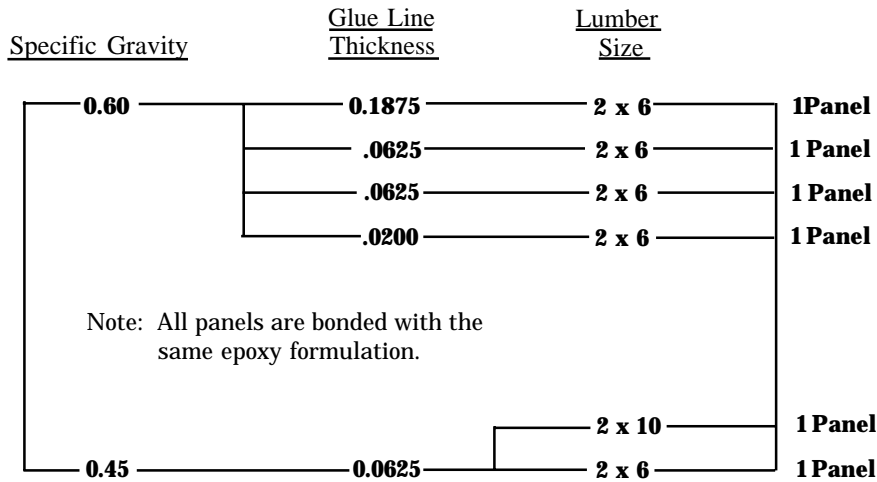 Specific Gravity Glue Line Thickness Lumber Size
0.60 0.1875 2 x 6 1Panel
.0625 2 x 6 1 Panel
.0625 2 x 6 1 Panel
.0200 2 x 6 1 Panel
Note: All panels are bonded with the
same epoxy formulation.
2 x 10 1 Panel
0.45 0.0625 2 x 6 1 Panel